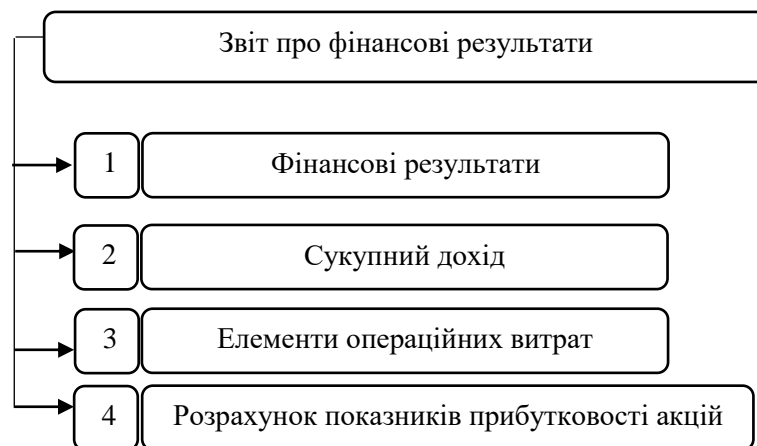 Звіт про фінансові результати
1 Фінансові результати
2 Сукупний дохід
3 Елементи операційних витрат
4 Розрахунок показників прибутковості акцій